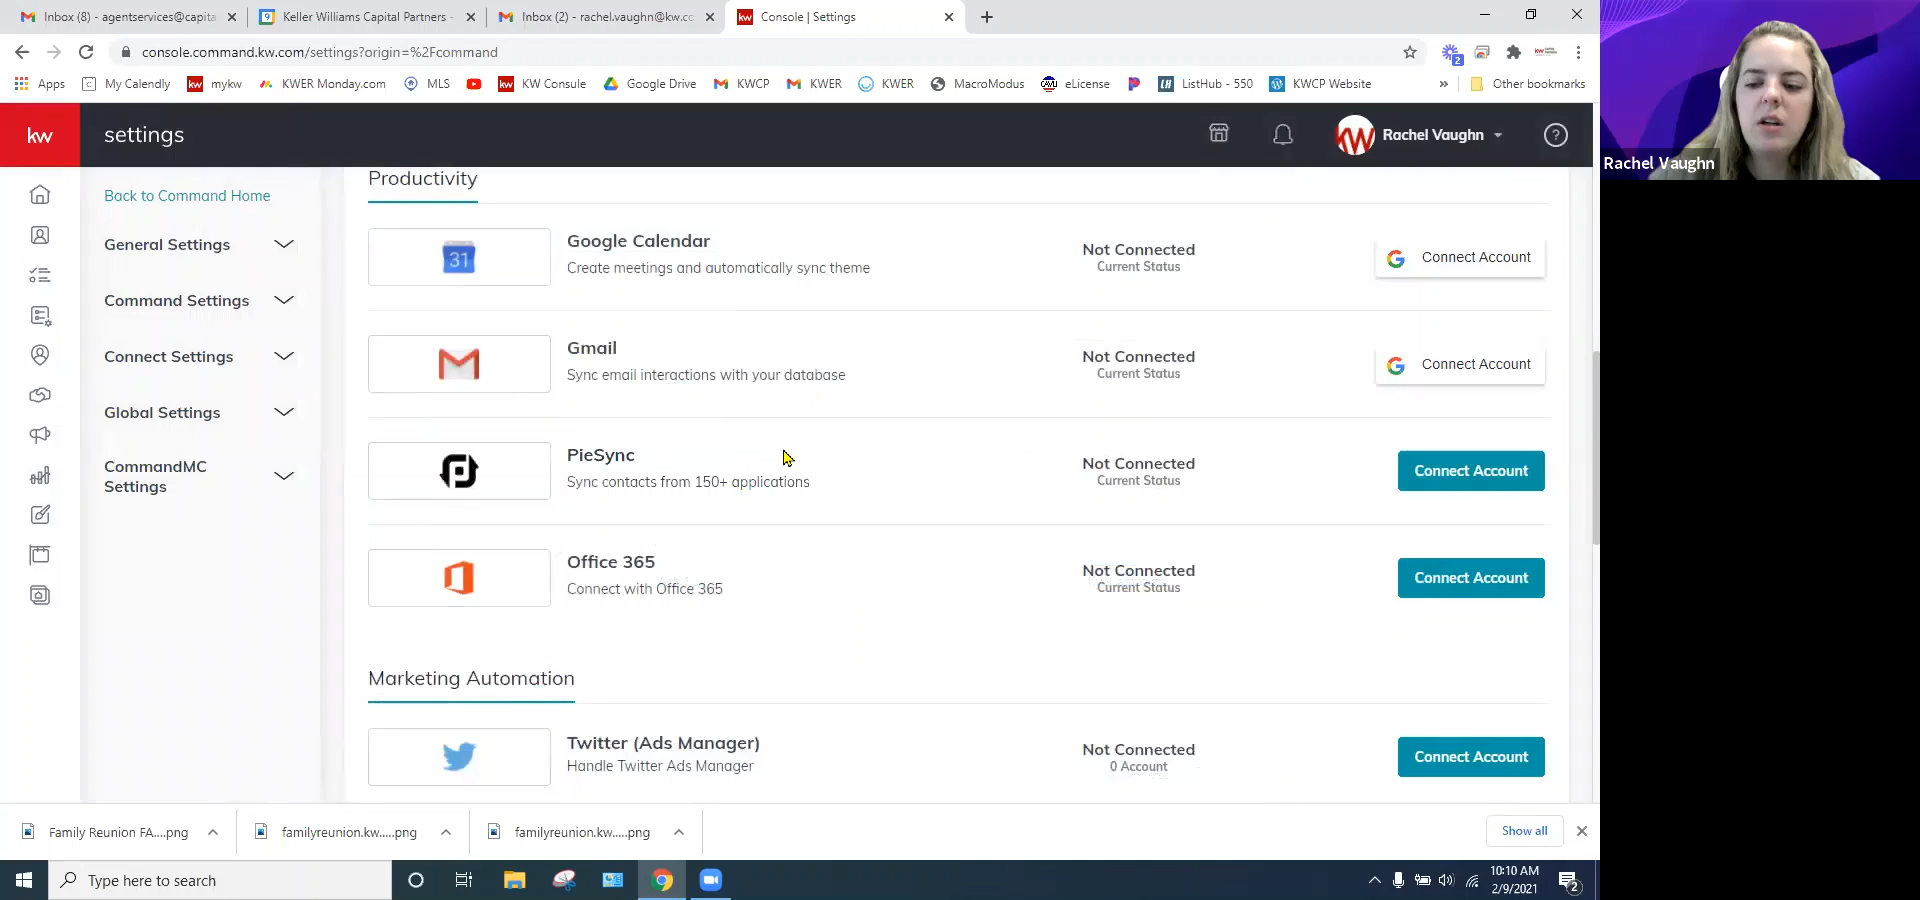 Inbox (8) - agentservices@capita
Keller Williams Capital Partners -
Inbox (2) - rachel.vaughn@kw.cc
kw Console | Settings
console.command.kw.com/settings?origin=%2Fcommand
2
Apps
My Calendly
kw mykw
KWER Monday.com
MLS
kw KW Consule
Google Drive
KWCP
KWER
KWER
MacroModus
eLicense
ListHub - 550
KWCP Website
»
Other bookmarks
kw
settings
kw
Rachel Vaughn
?
Rachel Vaughn
Back to Command Home
General Settings
Command Settings
Connect Settings
Global Settings
CommandMC
Settings
Productivity
31
Google Calendar
Create meetings and automatically sync theme
Not Connected
Current Status
Connect Account
Gmail
Sync email interactions with your database
Not Connected
Current Status
Connect Account
PieSync
Sync contacts from 150+ applications
Not Connected
Current Status
Connect Account
Office 365
Connect with Office 365
Not Connected
Current Status
Connect Account
Marketing Automation
Twitter (Ads Manager)
Handle Twitter Ads Manager
Not Connected
0 Account
Connect Account
Family Reunion FA....png
familyreunion.kw.....png
familyreunion.kw.....png
Show all
Type here to search
10:10 AM
2/9/2021
2